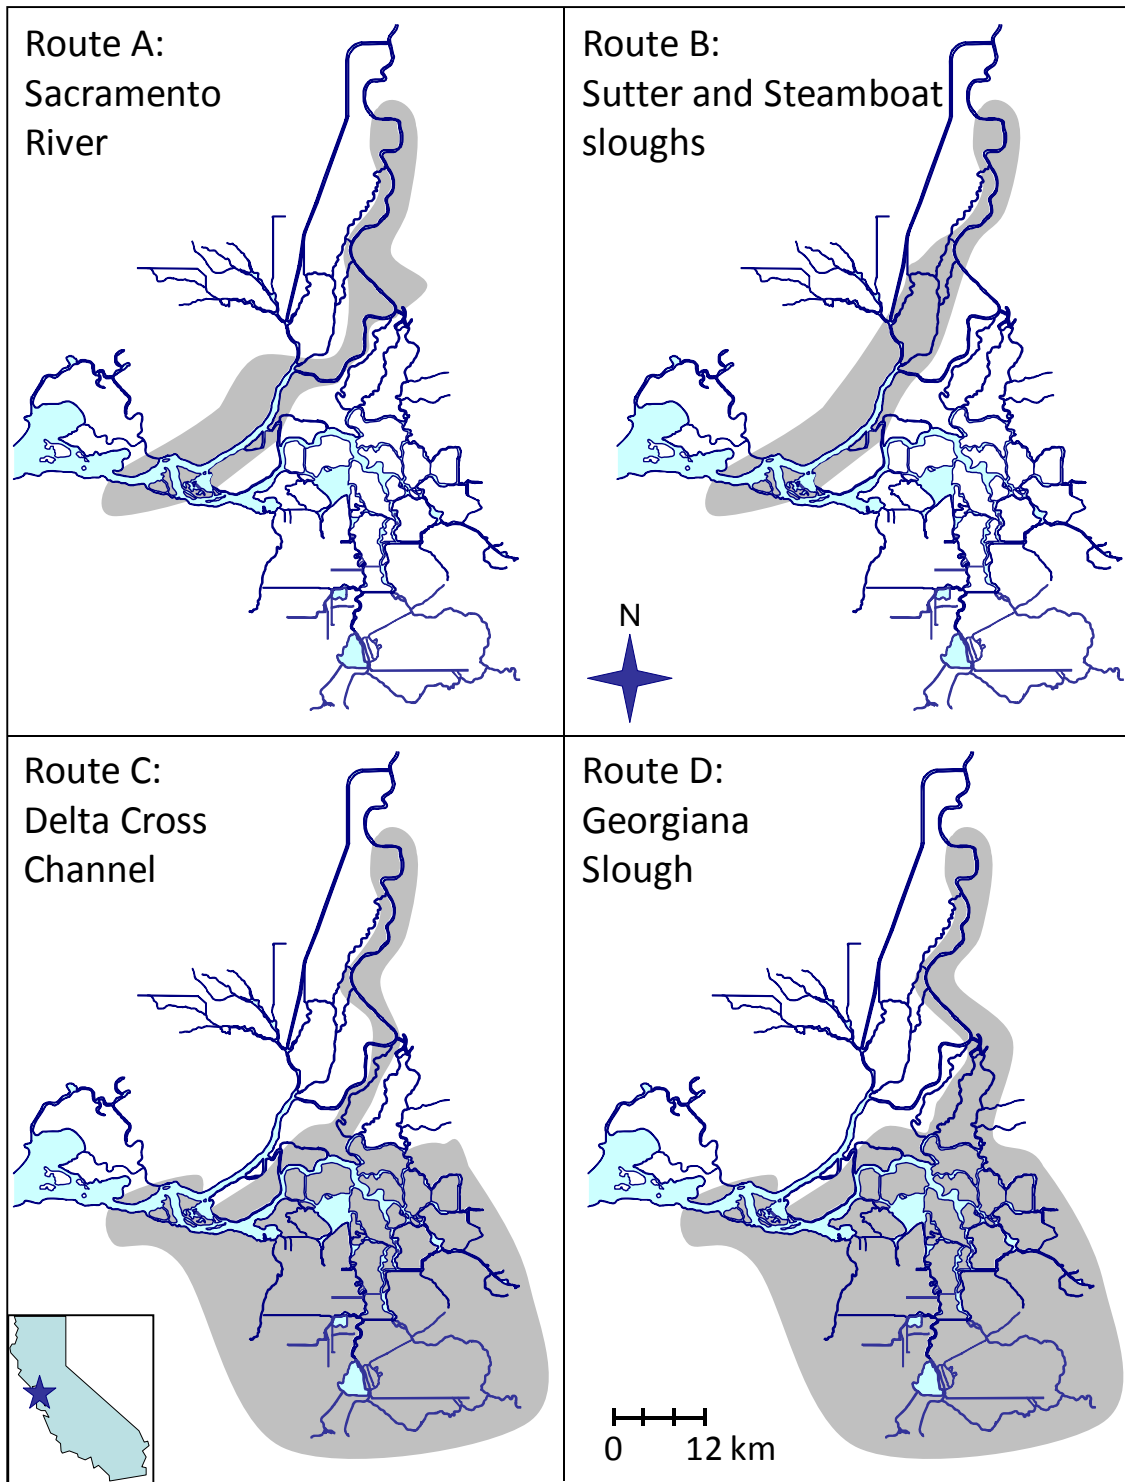 Route A:
Sacramento
River
Route B:
Sutter and Steamboat
sloughs
N
Route C:
Delta Cross
Channel
Route D:
Georgiana
Slough
0 12 km